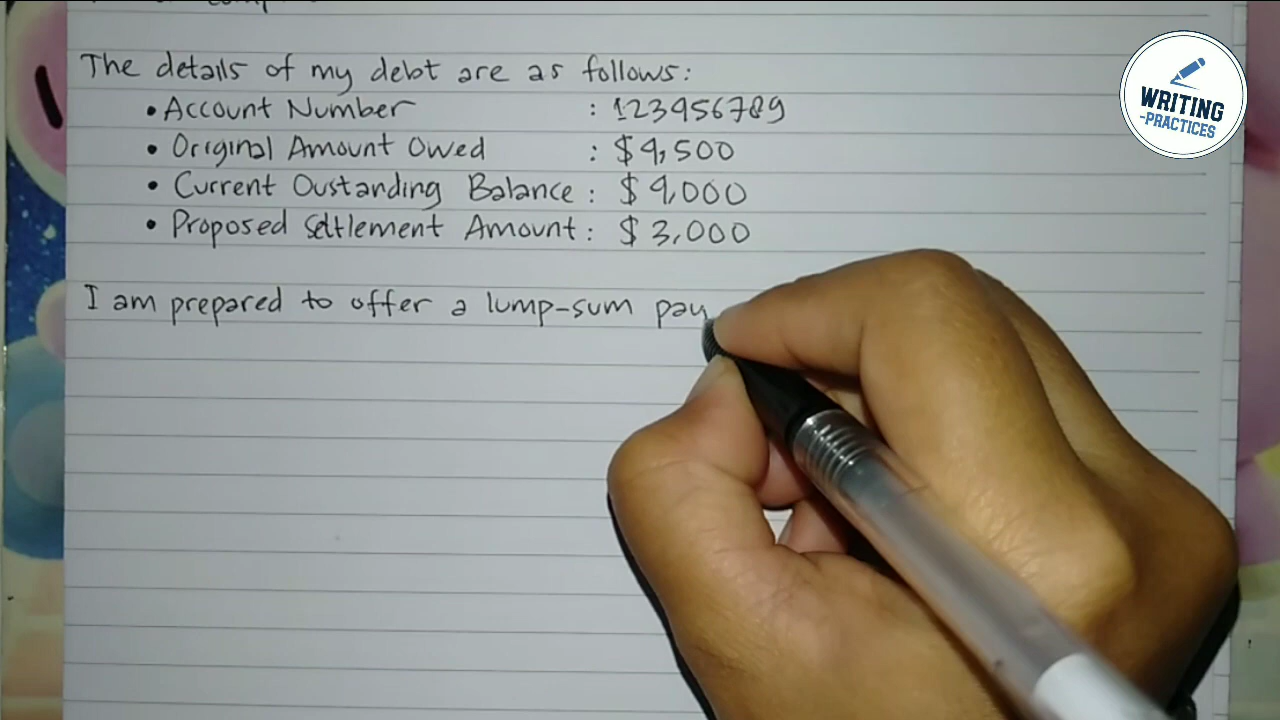 The details of my debt are as follows:
• Account Number : 123456789
• Original Amount Owed : $4,500
• Current Oustanding Balance : $4,000
• Proposed Settlement Amount : $3,000
I am prepared to offer a lump-sum pay
WRITING
-PRACTICES